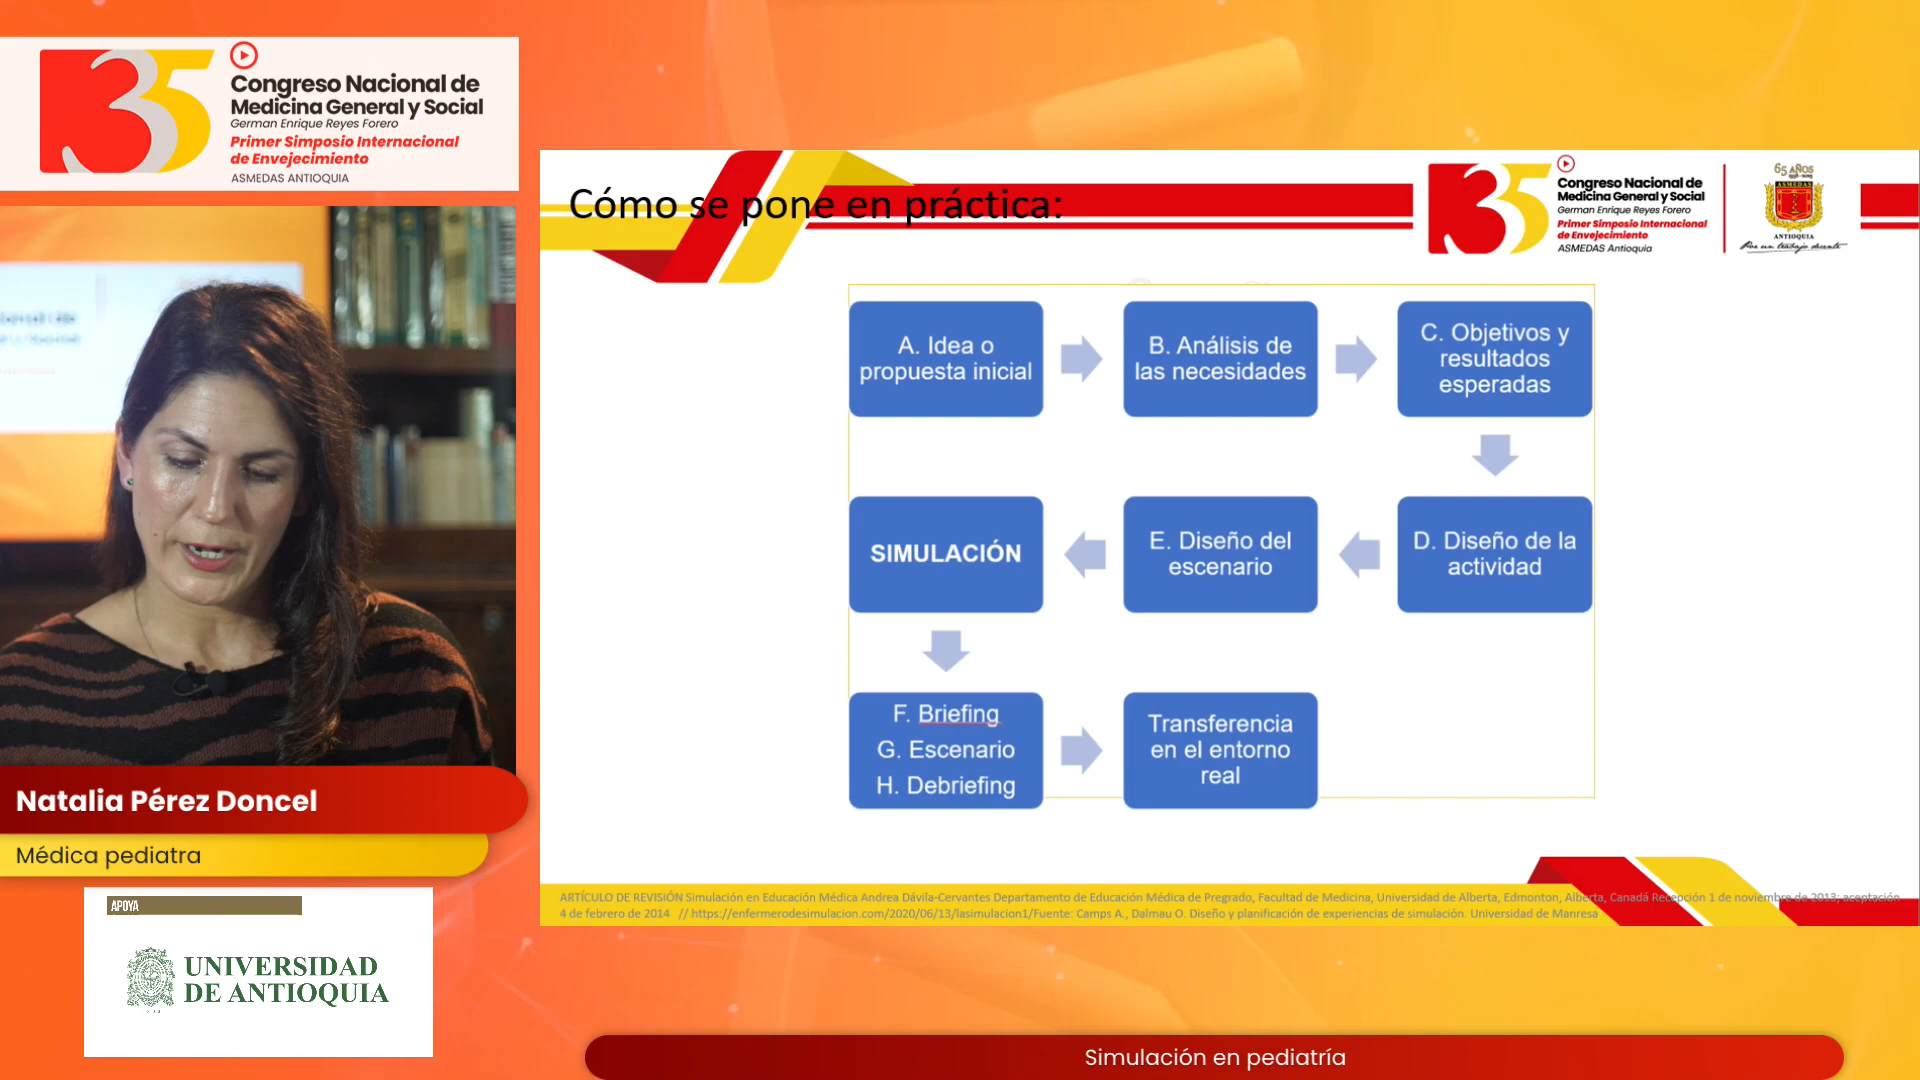 35
Congreso Nacional de
Medicina General y Social
German Enrique Reyes Forero
Primer Simposio Internacional
de Envejecimiento
ASMEDAS ANTIOQUIA
Natalia Pérez Doncel
Médica pediatra
APOYA
UNIVERSIDAD
DE ANTIOQUIA
Cómo se pone en práctica:
35
Congreso Nacional de
Medicina General y Social
German Enrique Reyes Forero
Primer Simposio Internacional
de Envejecimiento
ASMEDAS Antioquia
65 AÑOS
ASMEDAS
ANTIOQUIA
Por un trabajo decente
A. Idea o
propuesta inicial
B. Análisis de
las necesidades
C. Objetivos y
resultados
esperadas
D. Diseño de la
actividad
E. Diseño del
escenario
SIMULACIÓN
F. Briefing
G. Escenario
H. Debriefing
Transferencia
en el entorno
real
ARTÍCULO DE REVISIÓN Simulación en Educación Médica Andrea Dávila-Cervantes Departamento de Educación Médica de Pregrado, Facultad de Medicina, Universidad de Alberta, Edmonton, Alberta, Canadá Recepción 1 de noviembre de 2013; aceptación
4 de febrero de 2014 // https://enfermerodesimulacion.com/2020/06/13/lasimulacion1/Fuente: Camps A., Dalmau O. Diseño y planificación de experiencias de simulación. Universidad de Manresa
Simulación en pediatría